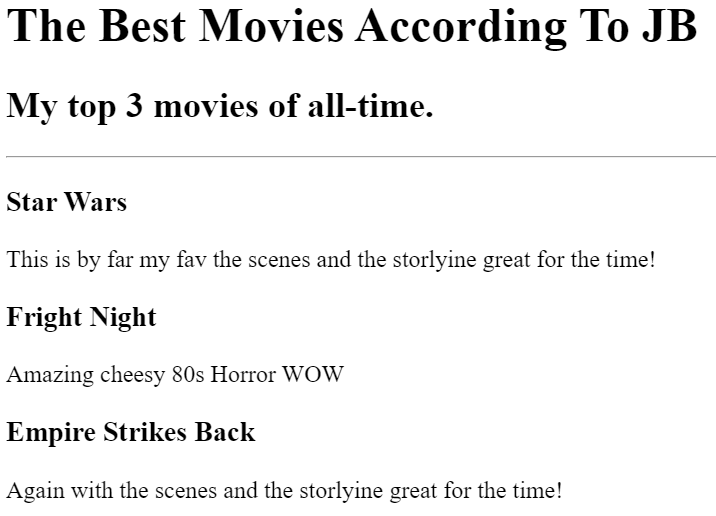 The Best Movies According To JB
My top 3 movies of all-time.
Star Wars
This is by far my fav the scenes and the storlyine great for the time!
Fright Night
Amazing cheesy 80s Horror WOW
Empire Strikes Back
Again with the scenes and the storlyine great for the time!